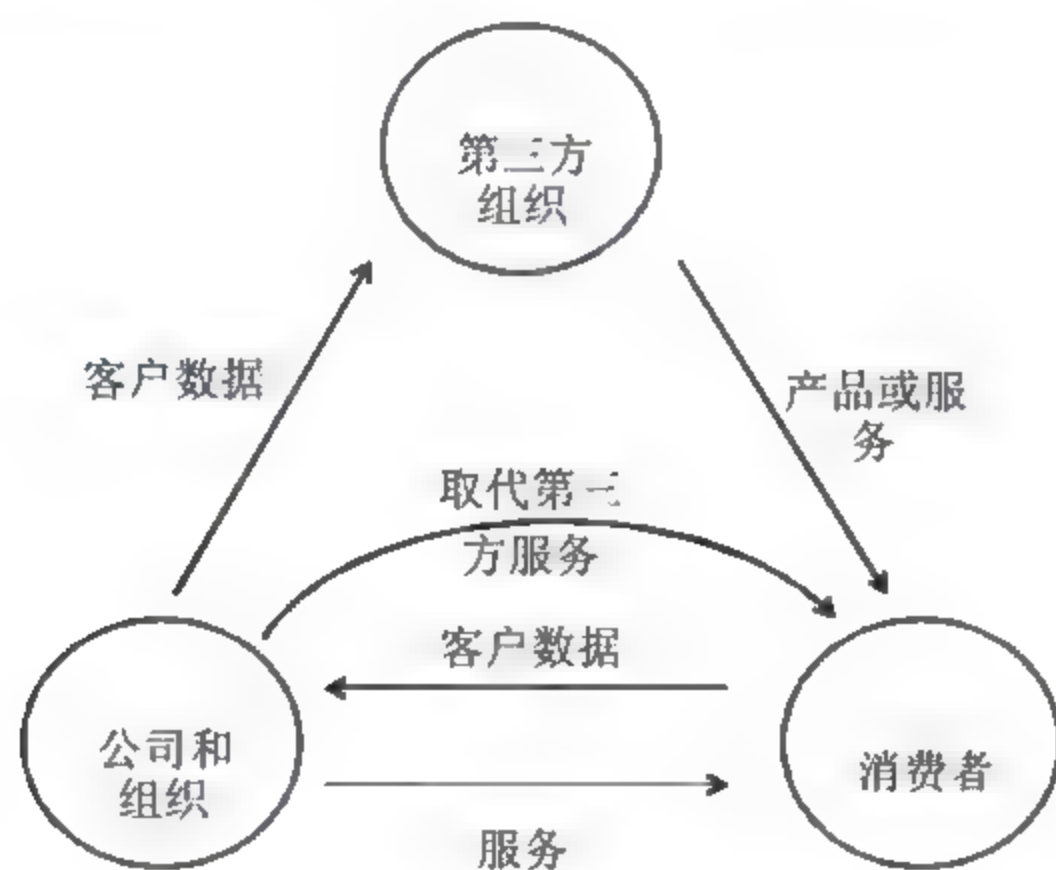 第三方
组织
客户数据
产品或服
务
取代第三
方服务
客户数据
公司和
组织
消费者
服务